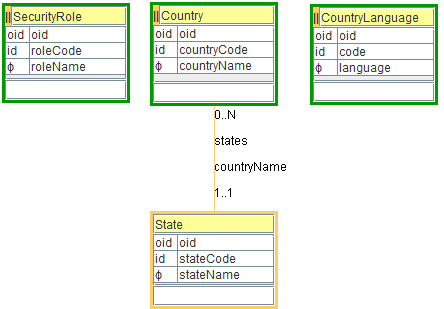 SecurityRole
oid oid
id roleCode
ϕ roleName
Country
oid oid
id countryCode
ϕ countryName
CountryLanguage
oid oid
id code
ϕ language
0..N
states
countryName
1..1
State
oid oid
id stateCode
ϕ stateName